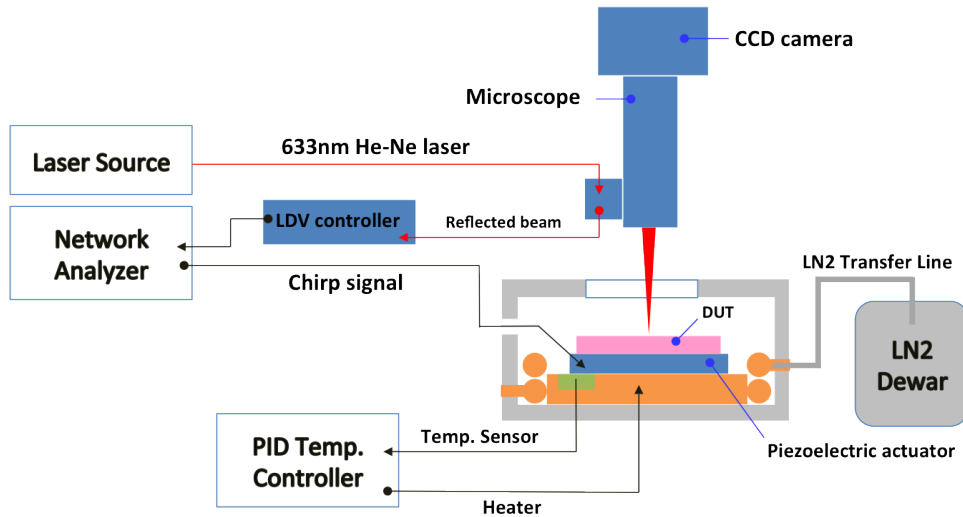 CCD camera
Microscope
633nm He-Ne laser
Laser Source
LDV controller
Reflected beam
Network
Analyzer
Chirp signal
LN2 Transfer Line
DUT
LN2
Dewar
Temp. Sensor
Piezoelectric actuator
PID Temp.
Controller
Heater